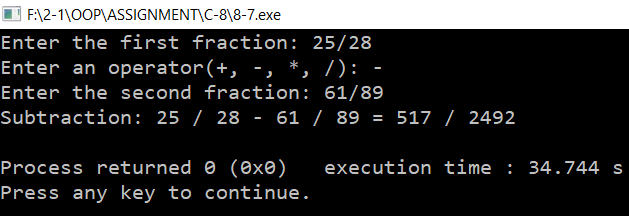 F:\2-1\OOP\ASSIGNMENT\C-8\8-7.exe
Enter the first fraction: 25/28
Enter an operator(+, -, *, /): -
Enter the second fraction: 61/89
Subtraction: 25 / 28 - 61 / 89 = 517 / 2492
Process returned 0 (0x0)   execution time : 34.744 s
Press any key to continue.